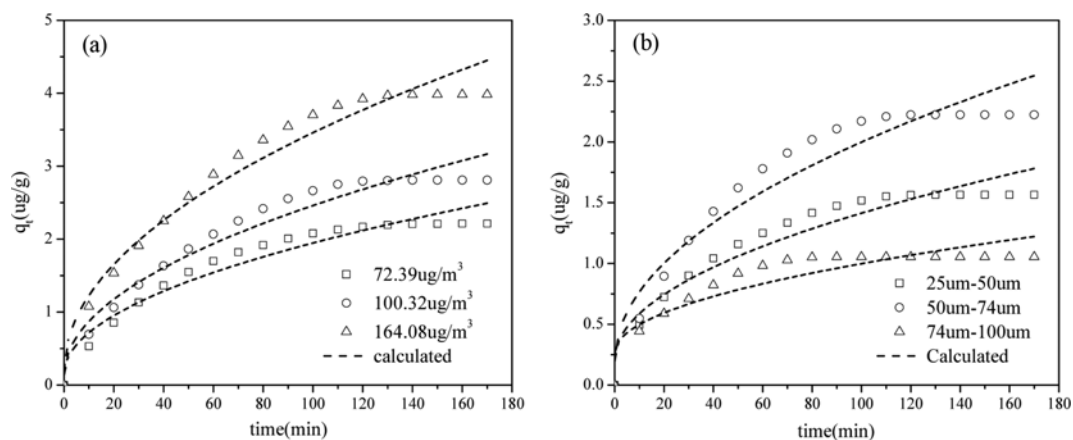 (a)
5
4
3
2
1
0
qt(ug/g)
72.39ug/m³
100.32ug/m³
164.08ug/m³
calculated
0 20 40 60 80 100 120 140 160 180
time(min)
(b)
3.0
2.5
2.0
1.5
1.0
0.5
0.0
qt(ug/g)
25um-50um
50um-74um
74um-100um
Calculated
0 20 40 60 80 100 120 140 160 180
time(min)